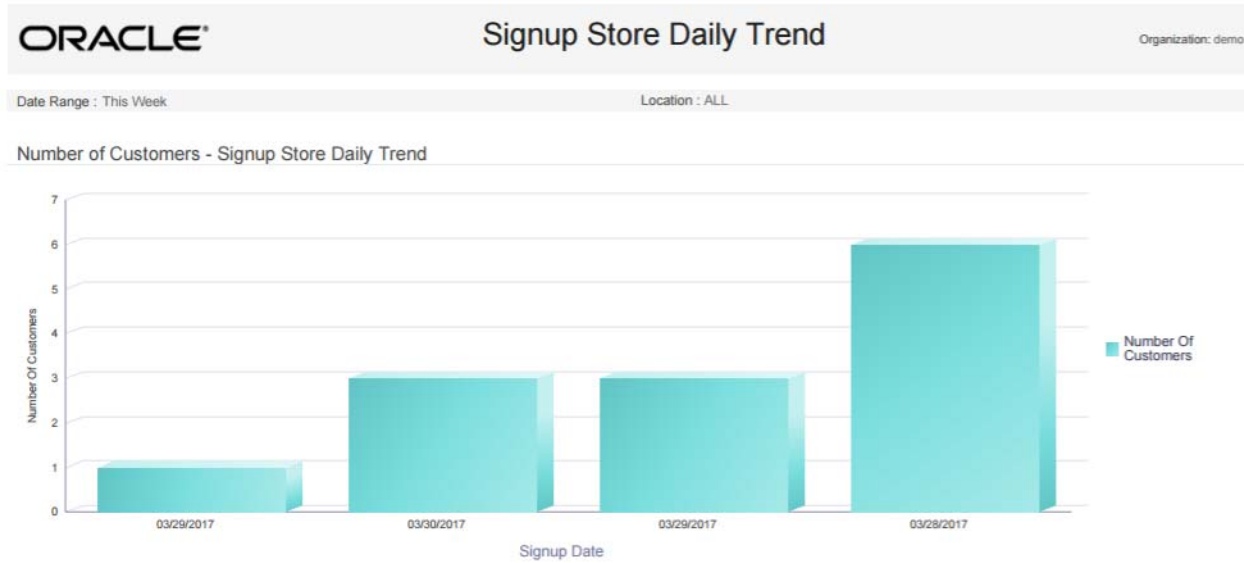 ORACLE®
Signup Store Daily Trend
Organization: demo
Date Range : This Week
Location : ALL
Number of Customers - Signup Store Daily Trend
7
6
5
4
3
2
1
0
Number Of Customers
03/29/2017
03/30/2017
03/29/2017
03/28/2017
Signup Date
Number Of
Customers